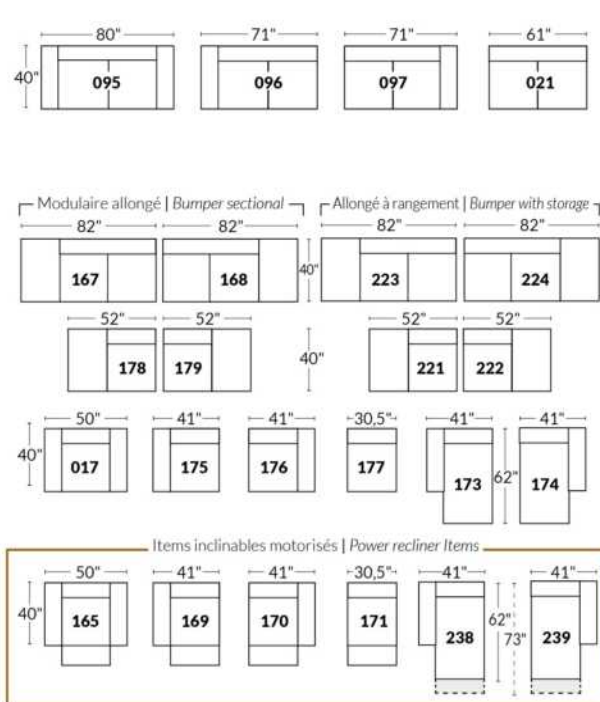 80" 71" 71" 61"
40" 095 096 097 021
Modulaire allongé | Bumper sectional Allongé à rangement | Bumper with storage
82" 82" 82" 82"
167 168 40" 223 224
52" 52" 52" 52"
178 179 40" 221 222
50" 41" 41" 30,5" 41" 41"
40" 017 175 176 177 173 62" 174
Items inclinables motorisés | Power recliner Items
50" 41" 41" 30,5" 41" 41"
40" 165 169 170 171 238 62" 73" 239